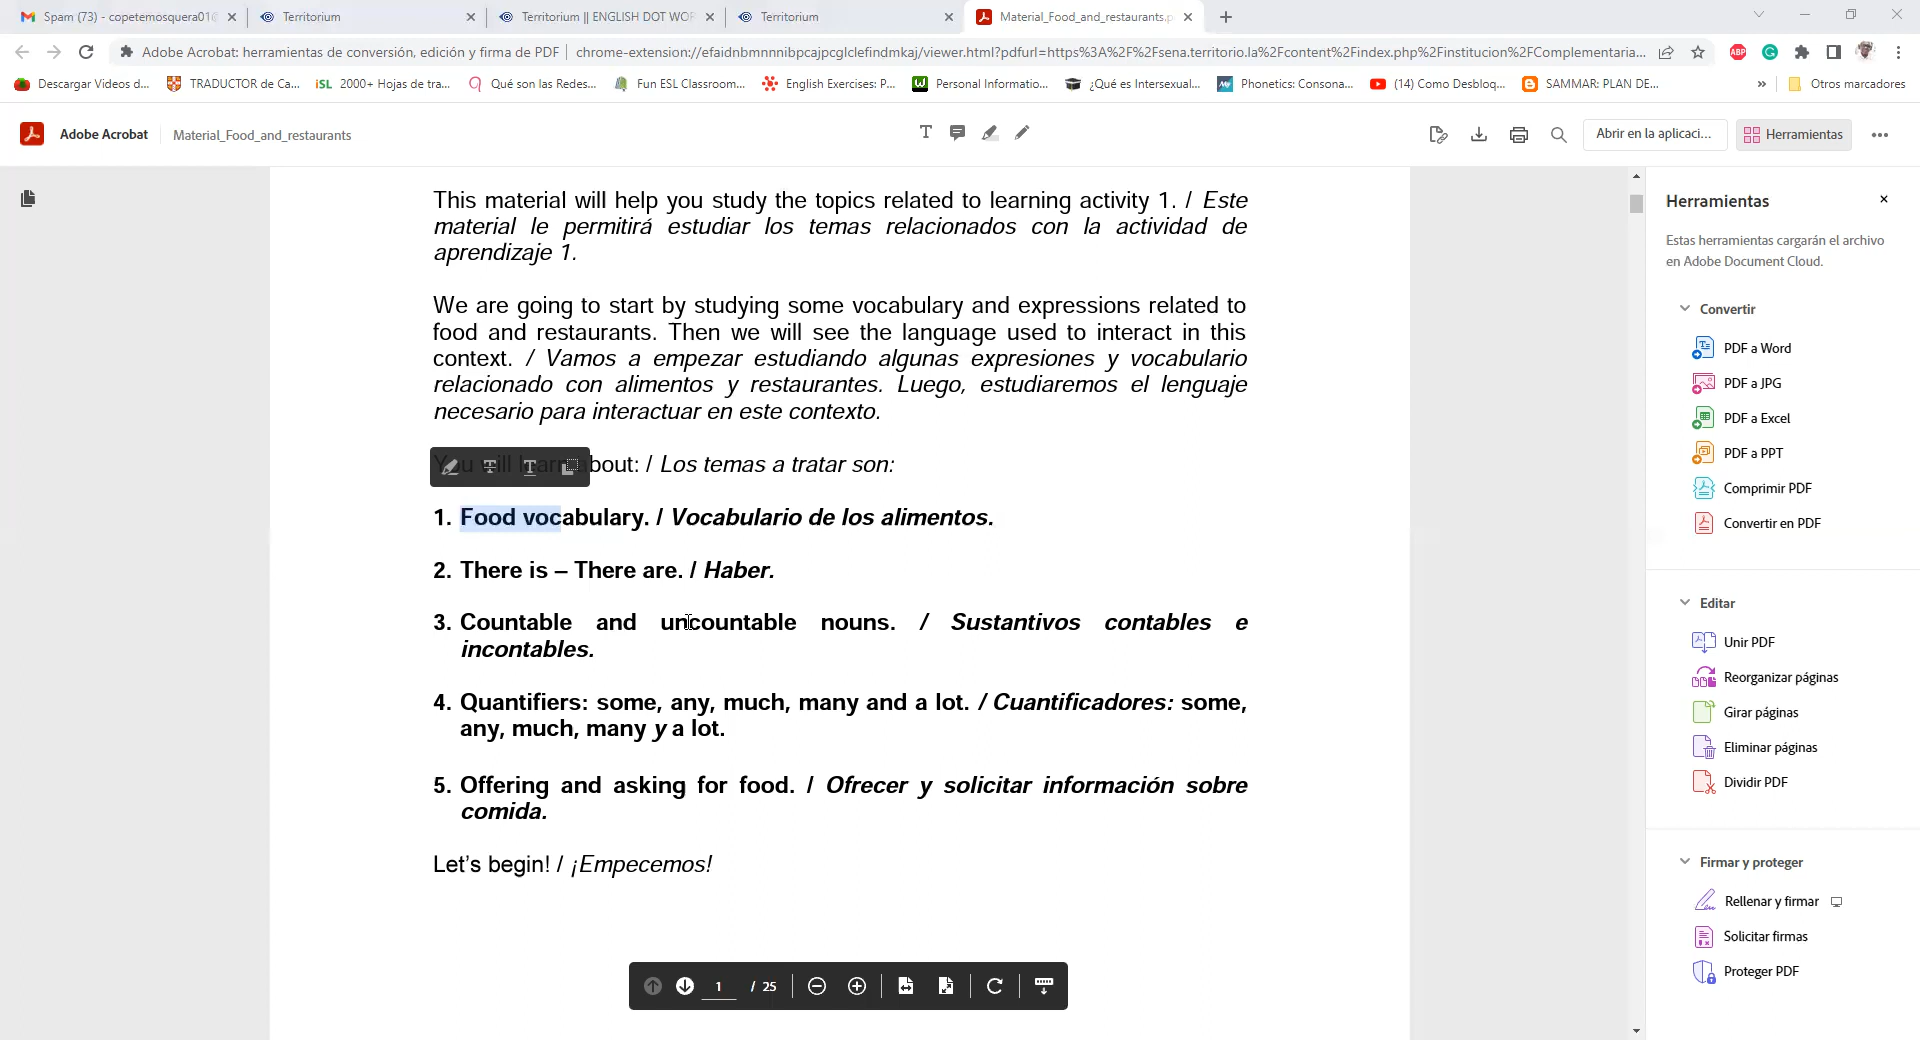 Spam (73) - copetemosquera01
Territorium
Territorium || ENGLISH DOT WOR
Territorium
Material_Food_and_restaurants.p
Adobe Acrobat: herramientas de conversión, edición y firma de PDF | chrome-extension://efaidnbmnnnibpcajpcglclefindmkaj/viewer.html?pdfurl=https%3A%2F%2Fsena.territorio.la%2Fcontent%2Findex.php%2Finstitucion%2FComplementaria...
ABP
Descargar Videos d...
TRADUCTOR de Ca...
iSL 2000+ Hojas de tra...
Qué son las Redes...
Fun ESL Classroom...
English Exercises: P...
Personal Informatio...
¿Qué es Intersexual...
Phonetics: Consona...
(14) Como Desbloq...
SAMMAR: PLAN DE...
»
Otros marcadores
Adobe Acrobat
Material_Food_and_restaurants
Abrir en la aplicaci...
Herramientas
This material will help you study the topics related to learning activity 1. / Este
material le permitirá estudiar los temas relacionados con la actividad de
aprendizaje 1.
We are going to start by studying some vocabulary and expressions related to
food and restaurants. Then we will see the language used to interact in this
context. / Vamos a empezar estudiando algunas expresiones y vocabulario
relacionado con alimentos y restaurantes. Luego, estudiaremos el lenguaje
necesario para interactuar en este contexto.
You will learn about: / Los temas a tratar son:
1. Food vocabulary. / Vocabulario de los alimentos.
2. There is – There are. / Haber.
3. Countable and uncountable nouns. / Sustantivos contables e
incontables.
4. Quantifiers: some, any, much, many and a lot. / Cuantificadores: some,
any, much, many y a lot.
5. Offering and asking for food. / Ofrecer y solicitar información sobre
comida.
Let's begin! / ¡Empecemos!
1 / 25
Herramientas
Estas herramientas cargarán el archivo
en Adobe Document Cloud.
Convertir
PDF a Word
PDF a JPG
PDF a Excel
PDF a PPT
Comprimir PDF
Convertir en PDF
Editar
Unir PDF
Reorganizar páginas
Girar páginas
Eliminar páginas
Dividir PDF
Firmar y proteger
Rellenar y firmar
Solicitar firmas
Proteger PDF